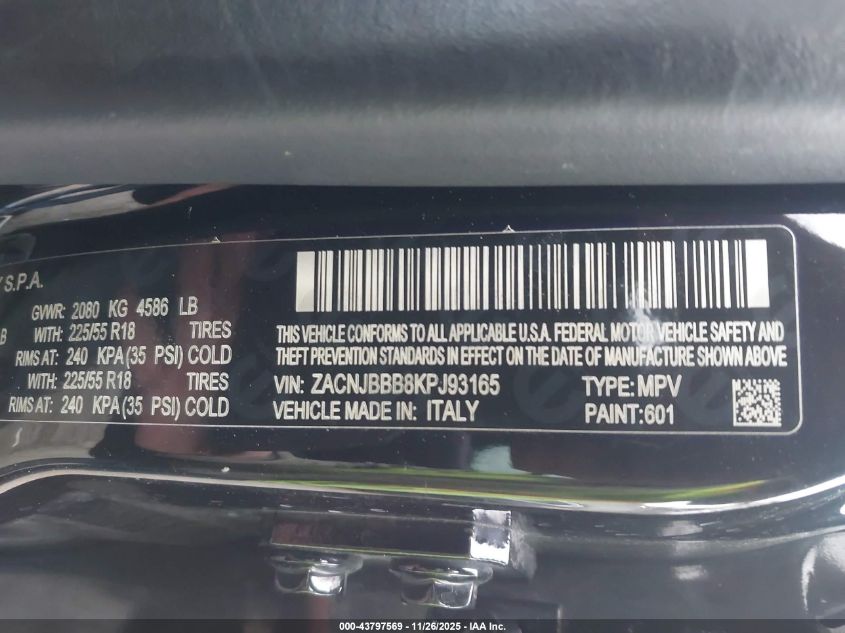 Y S.P.A.
GVWR: 2080 KG 4586 LB
B WITH: 225/55 R18 TIRES
RIMS AT: 240 KPA (35 PSI) COLD
WITH: 225/55 R18 TIRES
RIMS AT: 240 KPA (35 PSI) COLD
THIS VEHICLE CONFORMS TO ALL APPLICABLE U.S.A. FEDERAL MOTOR VEHICLE SAFETY AND
THEFT PREVENTION STANDARDS IN EFFECT ON THE DATE OF MANUFACTURE SHOWN ABOVE
VIN: ZACNJBBB8KPJ93165 TYPE: MPV
VEHICLE MADE IN: ITALY PAINT:601
000-43797569 - 11/26/2025 - IAA Inc.